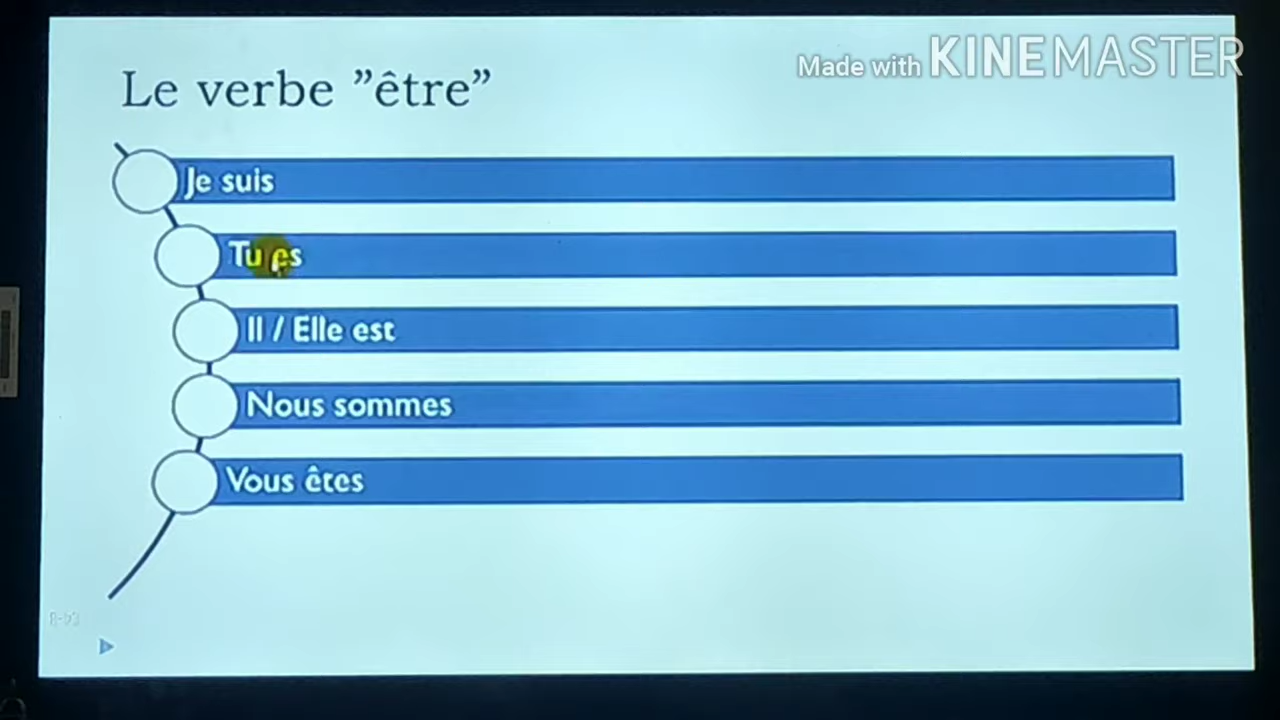 Made with KINEMASTER
Le verbe ”être”
Je suis
Tu es
Il / Elle est
Nous sommes
Vous êtes